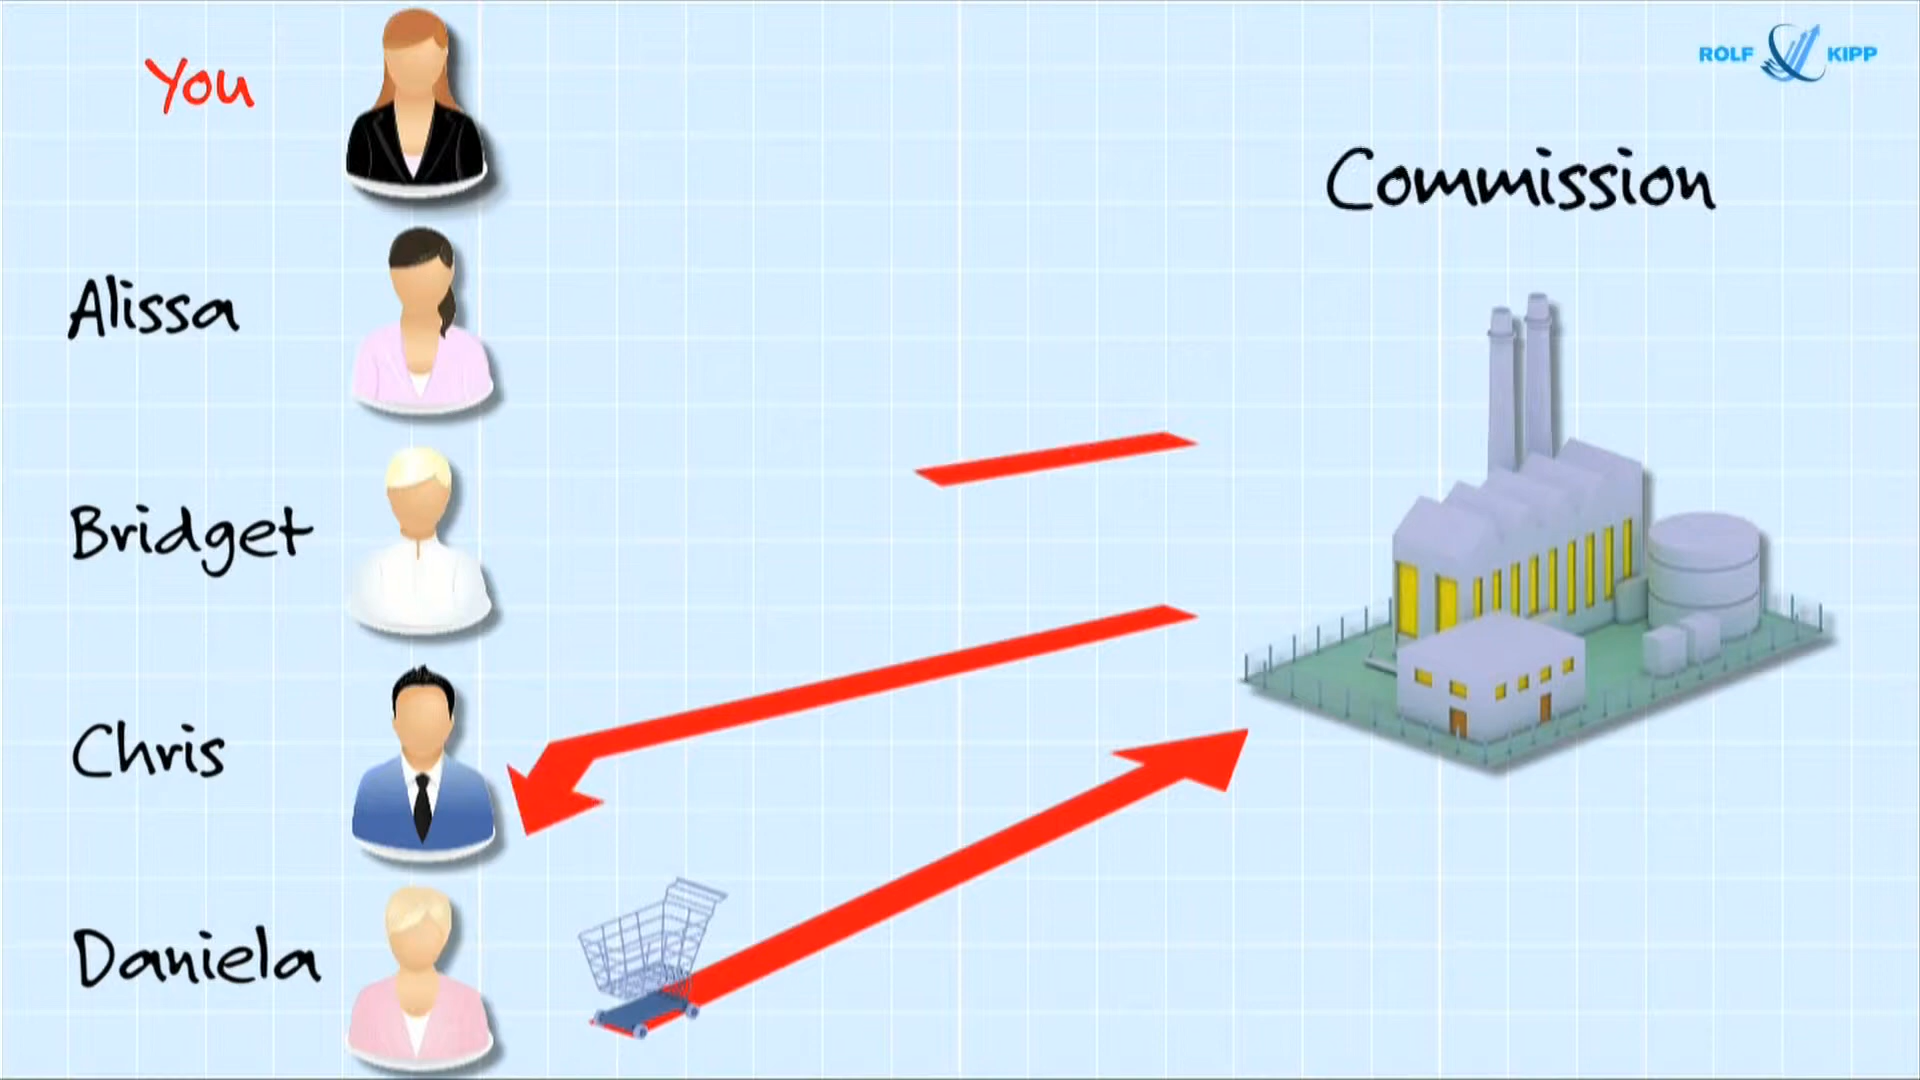 You
ROLF KIPP
Commission
Alissa
Bridget
Chris
Daniela